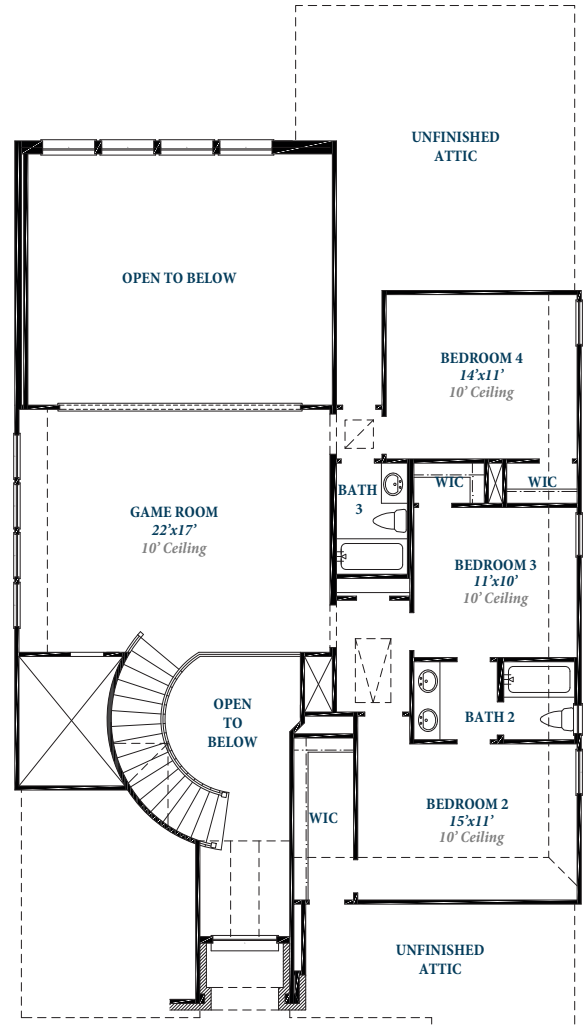 UNFINISHED
ATTIC
OPEN TO BELOW
BEDROOM 4
14'x11'
10' Ceiling
WIC
WIC
BATH
3
GAME ROOM
22'x17'
10' Ceiling
BEDROOM 3
11'x10'
10' Ceiling
OPEN
TO
BELOW
BATH 2
WIC
BEDROOM 2
15'x11'
10' Ceiling
UNFINISHED
ATTIC